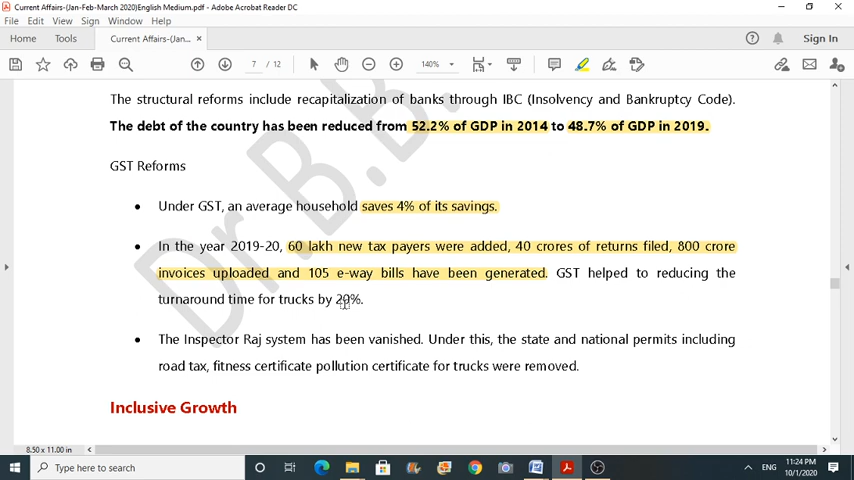 Current Affairs-(Jan-Feb-March 2020)English Medium.pdf - Adobe Acrobat Reader DC
File Edit View Sign Window Help
Home Tools Current Affairs-(Jan-... × Sign In
7 / 12 140%
The structural reforms include recapitalization of banks through IBC (Insolvency and Bankruptcy Code).
The debt of the country has been reduced from 52.2% of GDP in 2014 to 48.7% of GDP in 2019.
GST Reforms
• Under GST, an average household saves 4% of its savings.
• In the year 2019-20, 60 lakh new tax payers were added, 40 crores of returns filed, 800 crore
invoices uploaded and 105 e-way bills have been generated. GST helped to reducing the
turnaround time for trucks by 20%.
• The Inspector Raj system has been vanished. Under this, the state and national permits including
road tax, fitness certificate pollution certificate for trucks were removed.
Inclusive Growth
Dr. B.B.
8.50 x 11.00 in
Type here to search
ENG
11:24 PM
10/1/2020